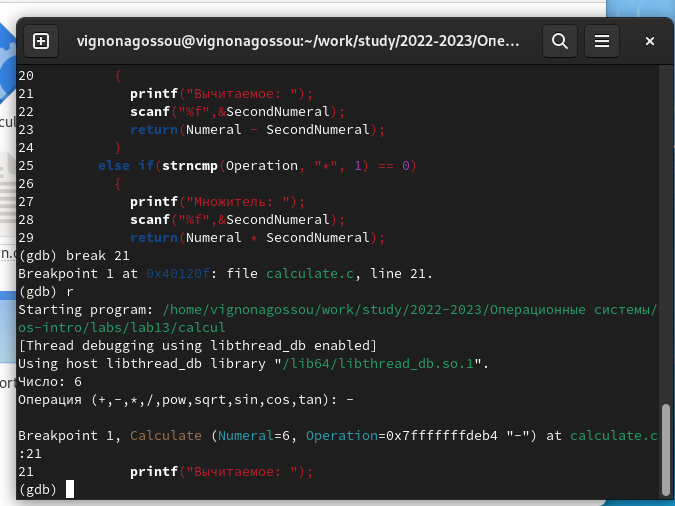 vignonagossou@vignonagossou:~/work/study/2022-2023/Опе...
20 {
21 printf("Вычитаемое: ");
22 scanf("%f",&SecondNumeral);
23 return(Numeral - SecondNumeral);
24 }
25 else if(strncmp(Operation, "*", 1) == 0)
26 {
27 printf("Множитель: ");
28 scanf("%f",&SecondNumeral);
29 return(Numeral * SecondNumeral);
(gdb) break 21
Breakpoint 1 at 0x40120f: file calculate.c, line 21.
(gdb) r
Starting program: /home/vignonagossou/work/study/2022-2023/Операционные системы/
os-intro/labs/lab13/calcul
[Thread debugging using libthread_db enabled]
Using host libthread_db library "/lib64/libthread_db.so.1".
Число: 6
Операция (+,-,*,/,pow,sqrt,sin,cos,tan): -
Breakpoint 1, Calculate (Numeral=6, Operation=0x7fffffffdeb4 "-") at calculate.c
:21
21 printf("Вычитаемое: ");
(gdb)